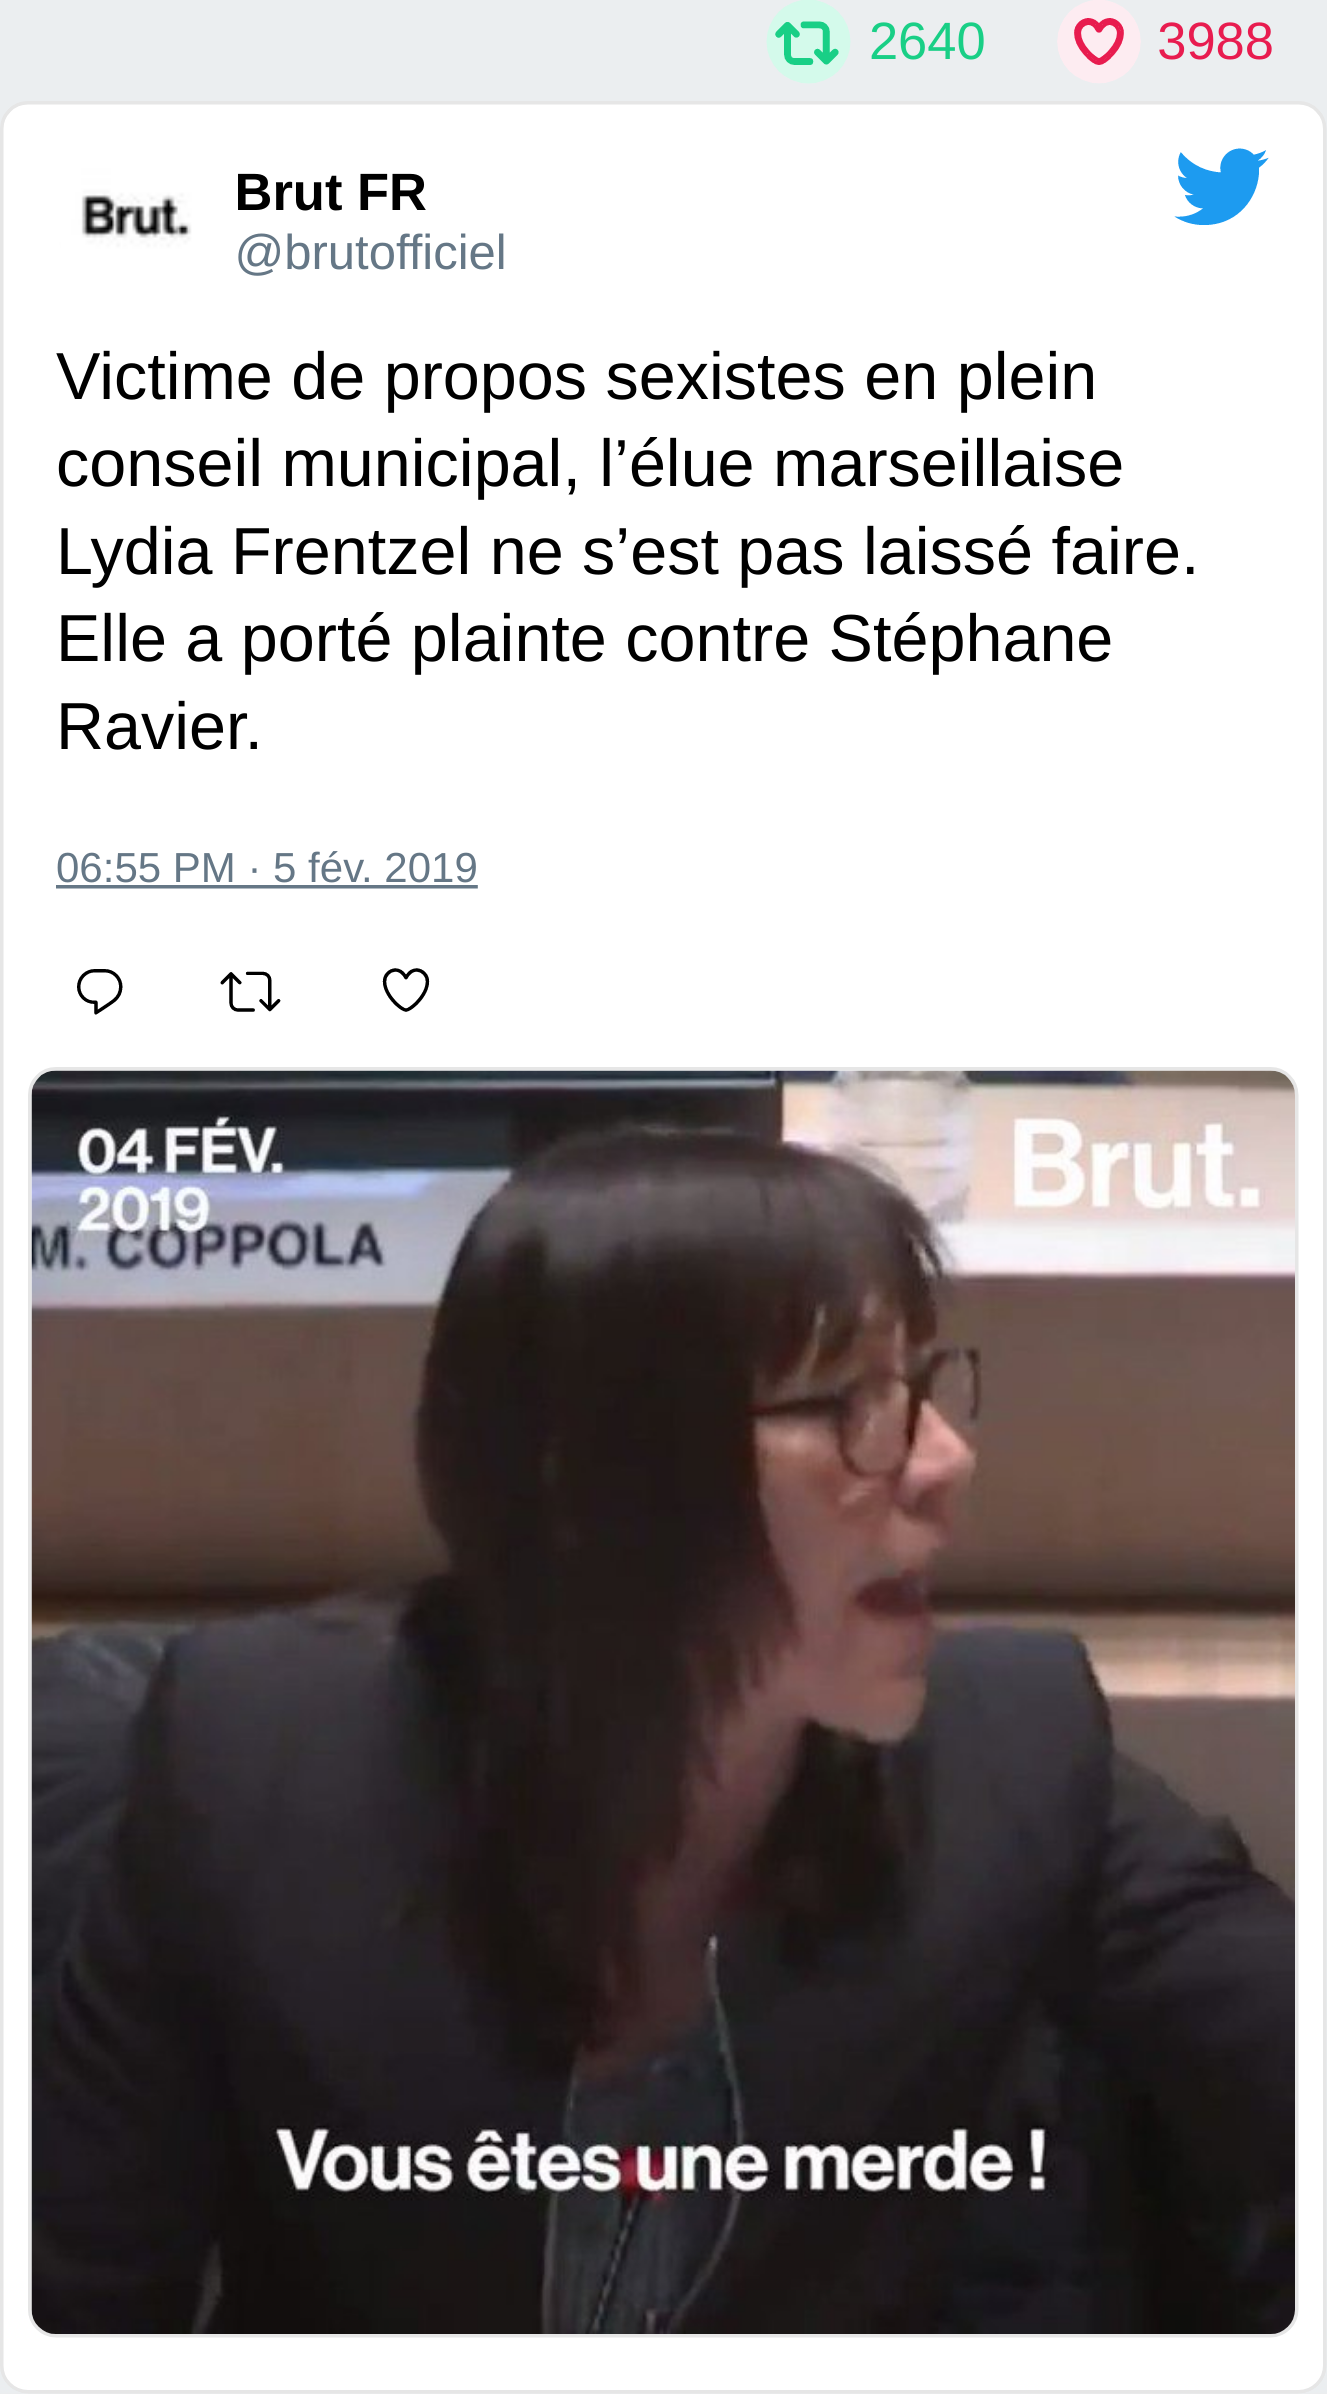 2640 3988
Brut.
Brut FR
@brutofficiel
Victime de propos sexistes en plein
conseil municipal, l’élue marseillaise
Lydia Frentzel ne s’est pas laissé faire.
Elle a porté plainte contre Stéphane
Ravier.
06:55 PM · 5 fév. 2019
04 FÉV.
2019
Brut.
M. COPPOLA
Vous êtes une merde !